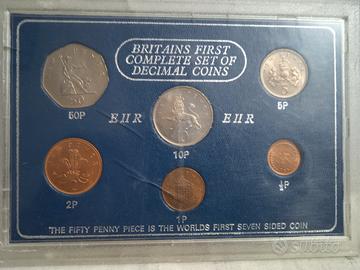 BRITAINS FIRST
COMPLETE SET OF
DECIMAL COINS
50P
EIIR
10P
EIIR
5P
2P
1P
½P
THE FIFTY PENNY PIECE IS THE WORLDS FIRST SEVEN SIDED COIN
subito